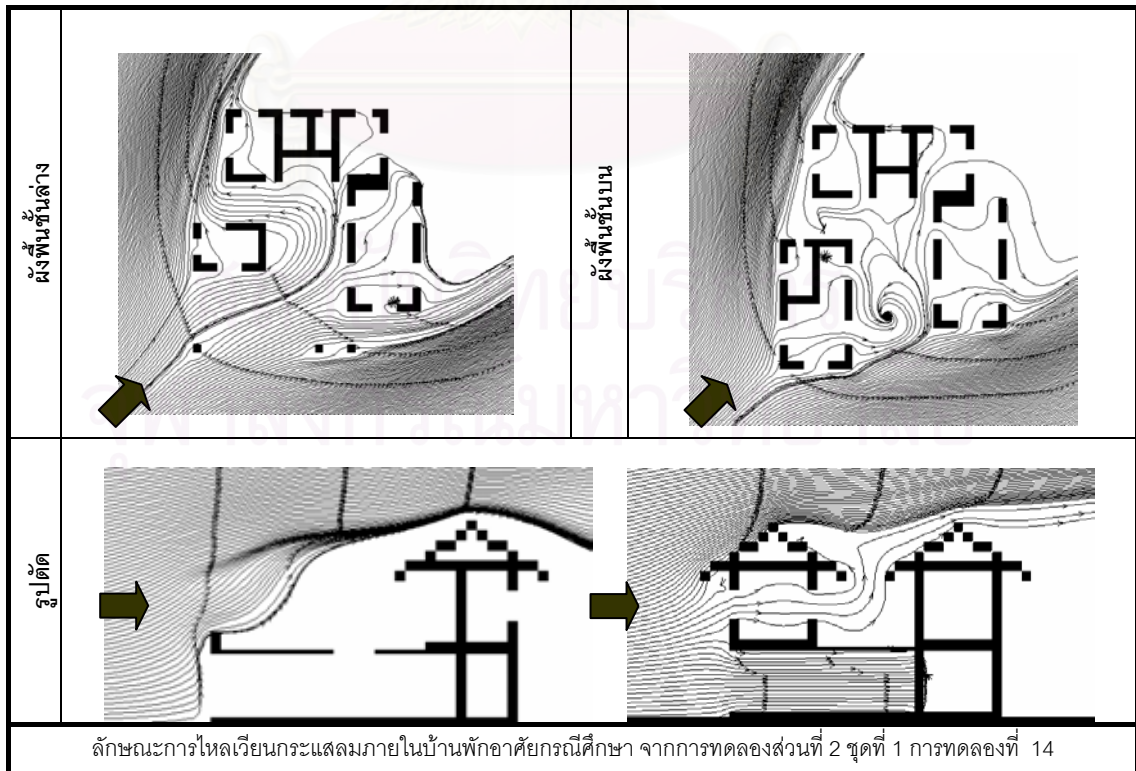 ผังพื้นชั้นล่าง
ผังพื้นชั้นบน
รูปตัด
ลักษณะการไหลเวียนกระแสลมภายในบ้านพักอาศัยกรณีศึกษา จากการทดลองส่วนที่ 2 ชุดที่ 1 การทดลองที่ 14